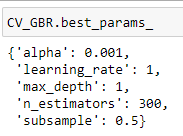 CV_GBR.best_params_
{'alpha': 0.001,
 'learning_rate': 1,
 'max_depth': 1,
 'n_estimators': 300,
 'subsample': 0.5}